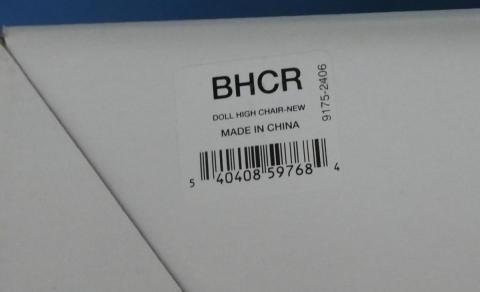 BHCR
DOLL HIGH CHAIR-NEW
MADE IN CHINA
9175-2406
5 40408 59768 4